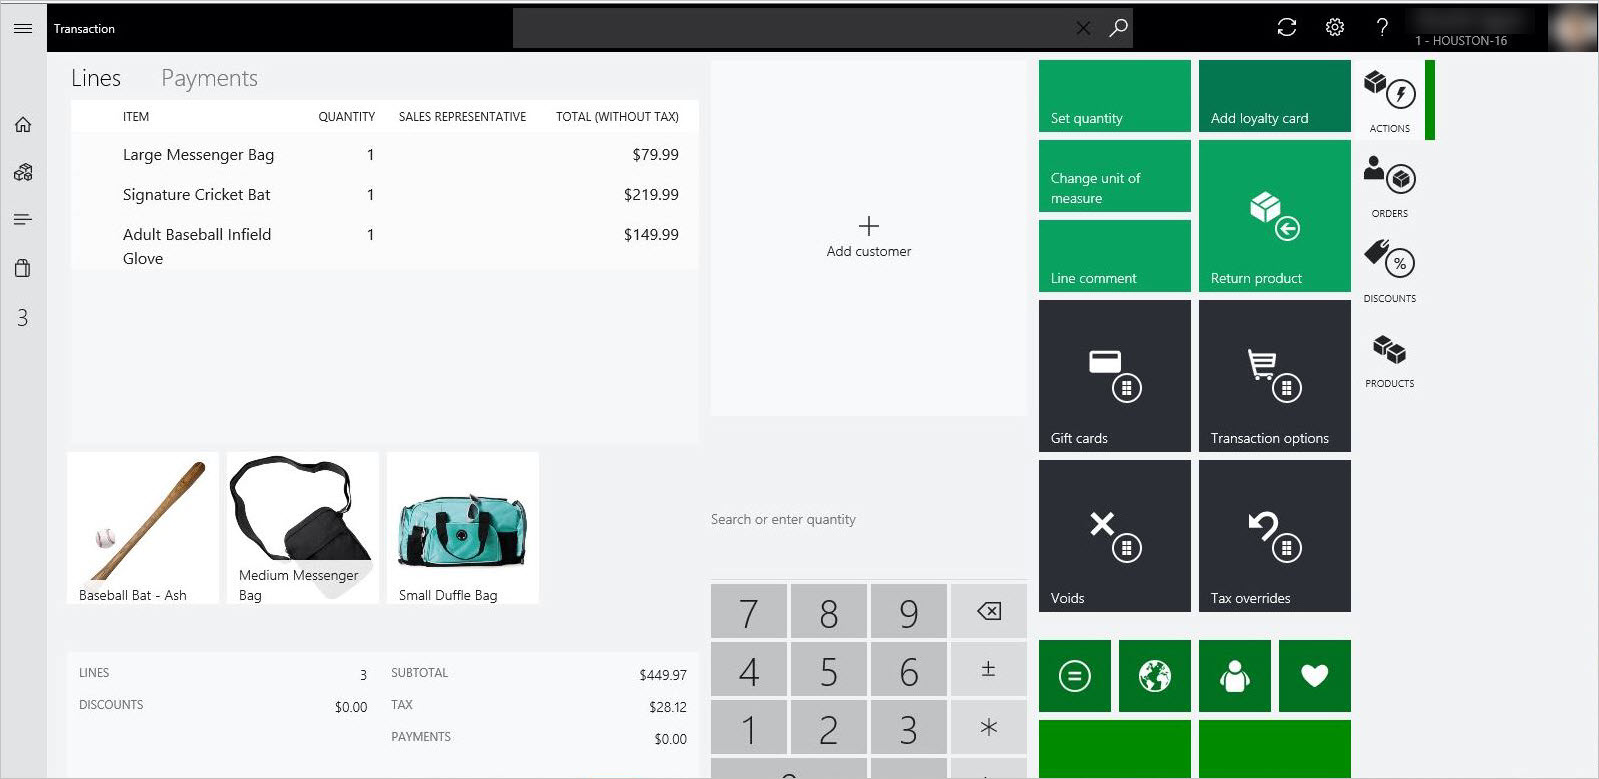 Transaction
1 - HOUSTON-16
Lines Payments
ITEM QUANTITY SALES REPRESENTATIVE TOTAL (WITHOUT TAX)
Large Messenger Bag 1 $79.99
Signature Cricket Bat 1 $219.99
Adult Baseball Infield 1 $149.99
Glove
3
Baseball Bat - Ash
Medium Messenger
Bag
Small Duffle Bag
LINES 3
DISCOUNTS $0.00
SUBTOTAL $449.97
TAX $28.12
PAYMENTS $0.00
Add customer
Search or enter quantity
7 8 9
4 5 6 ±
1 2 3 *
Set quantity
Add loyalty card
Change unit of
measure
Line comment
Return product
Gift cards
Transaction options
Voids
Tax overrides
ACTIONS
ORDERS
DISCOUNTS
PRODUCTS